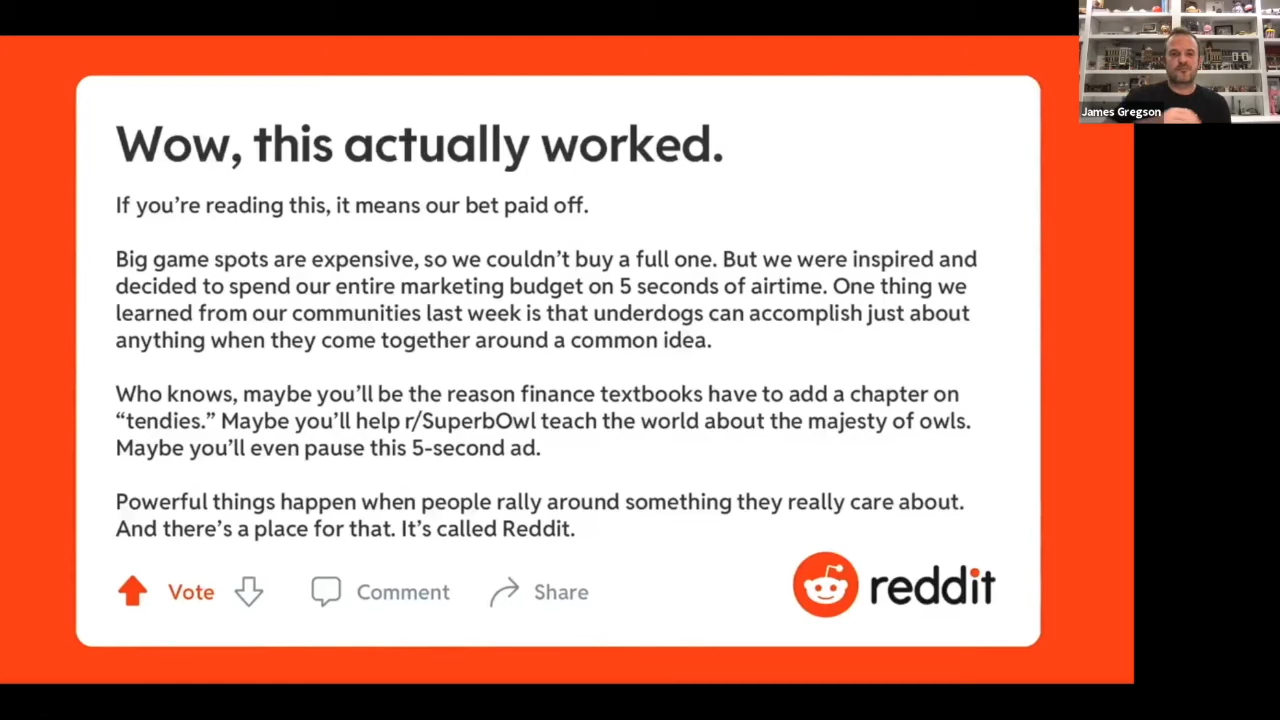 James Gregson
Wow, this actually worked.
If you’re reading this, it means our bet paid off.
Big game spots are expensive, so we couldn’t buy a full one. But we were inspired and
decided to spend our entire marketing budget on 5 seconds of airtime. One thing we
learned from our communities last week is that underdogs can accomplish just about
anything when they come together around a common idea.
Who knows, maybe you’ll be the reason finance textbooks have to add a chapter on
“tendies.” Maybe you’ll help r/SuperbOwl teach the world about the majesty of owls.
Maybe you’ll even pause this 5-second ad.
Powerful things happen when people rally around something they really care about.
And there’s a place for that. It’s called Reddit.
Vote Comment Share
reddit